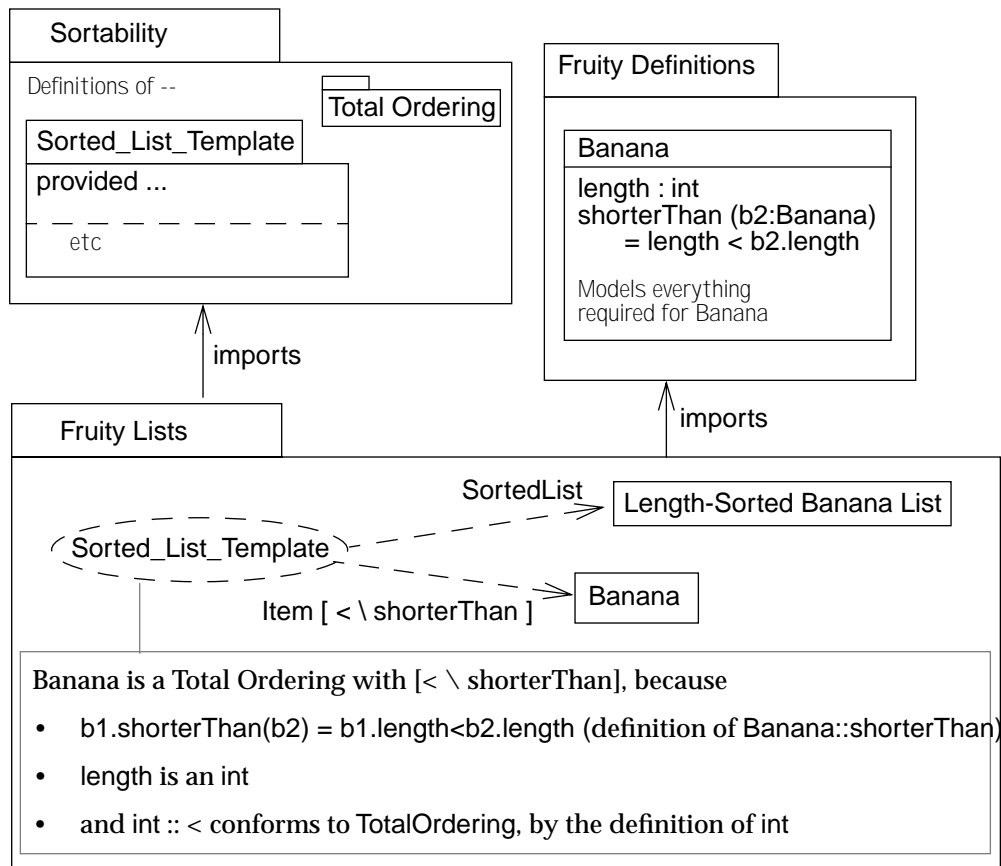 Sortability
Definitions of --
Total Ordering
Sorted_List_Template
provided ...
etc
imports
Fruity Definitions
Banana
length : int
shorterThan (b2:Banana)
= length < b2.length
Models everything
required for Banana
imports
Fruity Lists
SortedList
Length-Sorted Banana List
Sorted_List_Template
Banana
Item [ < \ shorterThan ]
Banana is a Total Ordering with [< \ shorterThan], because
• b1.shorterThan(b2) = b1.length<b2.length (definition of Banana::shorterThan)
• length is an int
• and int :: < conforms to TotalOrdering, by the definition of int